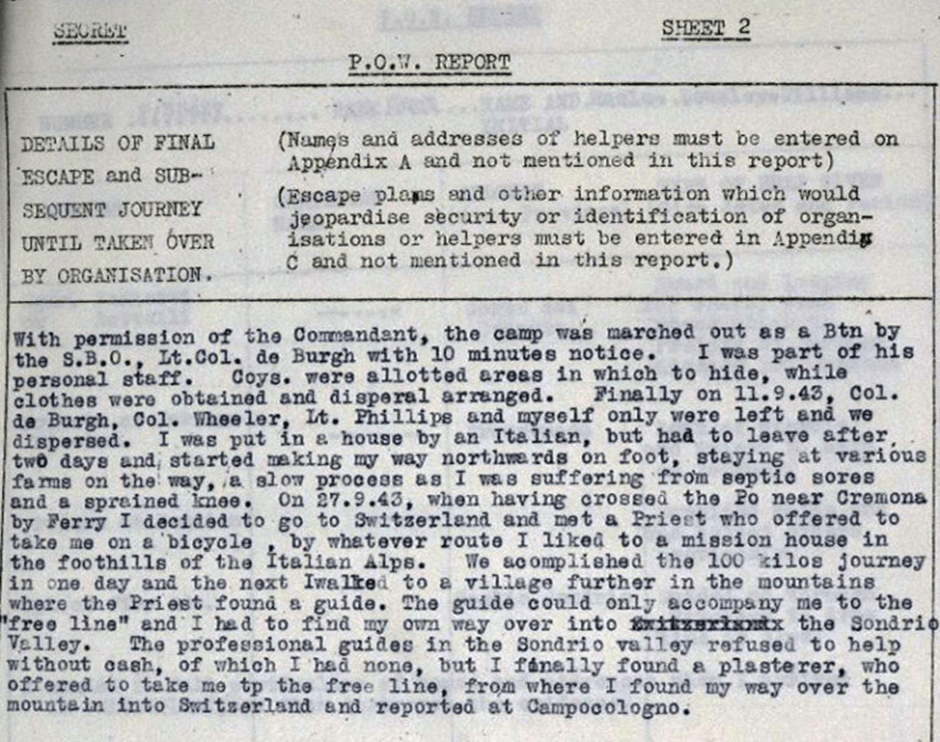 SECRET
SHEET 2
P.O.W. REPORT
DETAILS OF FINAL
ESCAPE and SUB-
SEQUENT JOURNEY
UNTIL TAKEN OVER
BY ORGANISATION.
(Names and addresses of helpers must be entered on
Appendix A and not mentioned in this report)
(Escape plans and other information which would
jeopardise security or identification of organ-
isations or helpers must be entered in Appendix
C and not mentioned in this report.)
With permission of the Commandant, the camp was marched out as a Btn by
the S.B.O., Lt.Col. de Burgh with 10 minutes notice. I was part of his
personal staff. Coys. were allotted areas in which to hide, while
clothes were obtained and disperal arranged. Finally on 11.9.43, Col.
de Burgh, Col. Wheeler, Lt. Phillips and myself only were left and we
dispersed. I was put in a house by an Italian, but had to leave after
two days and started making my way northwards on foot, staying at various
farms on the way, a slow process as I was suffering from septic sores
and a sprained knee. On 27.9.43, when having crossed the Po near Cremona
by Ferry I decided to go to Switzerland and met a Priest who offered to
take me on a bicycle , by whatever route I liked to a mission house in
the foothills of the Italian Alps. We acomplished the 100 kilos journey
in one day and the next Iwalked to a village further in the mountains
where the Priest found a guide. The guide could only accompany me to the
"free line" and I had to find my own way over into the Sondrio
Valley. The professional guides in the Sondrio valley refused to help
without cash, of which I had none, but I finally found a plasterer, who
offered to take me tp the free line, from where I found my way over the
mountain into Switzerland and reported at Campocologno.